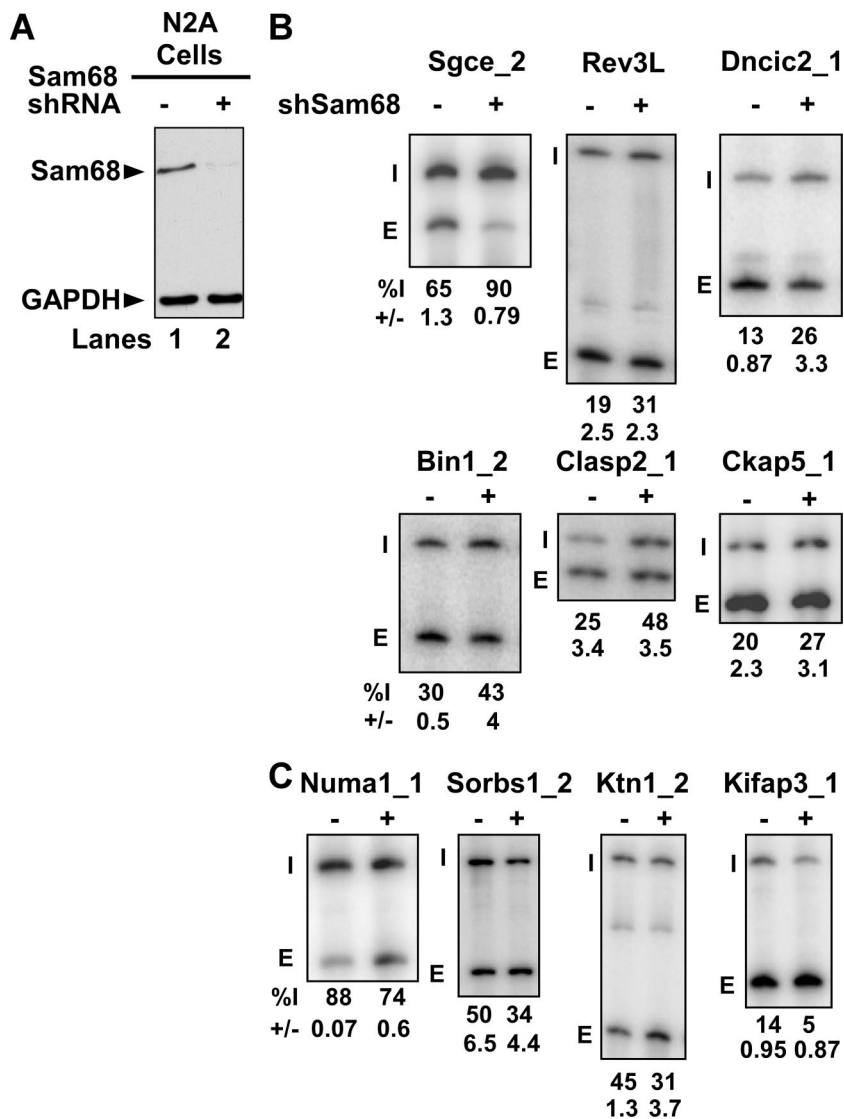 A
N2A
Cells
Sam68
shRNA - +
Sam68
GAPDH
Lanes 1 2
B
Sgce_2 Rev3L Dncic2_1
shSam68 - + - + - +
I I I
E E E
%I 65 90 19 31 13 26
+/- 1.3 0.79 2.5 2.3 0.87 3.3
Bin1_2 Clasp2_1 Ckap5_1
- + - + - +
I I I
E E E
%I 30 43 25 48 20 27
+/- 0.5 4 3.4 3.5 2.3 3.1
C
Numa1_1 Sorbs1_2 Ktn1_2 Kifap3_1
- + - + - + - +
I I I I
E E E E
%I 88 74 50 34 45 31 14 5
+/- 0.07 0.6 6.5 4.4 1.3 3.7 0.95 0.87